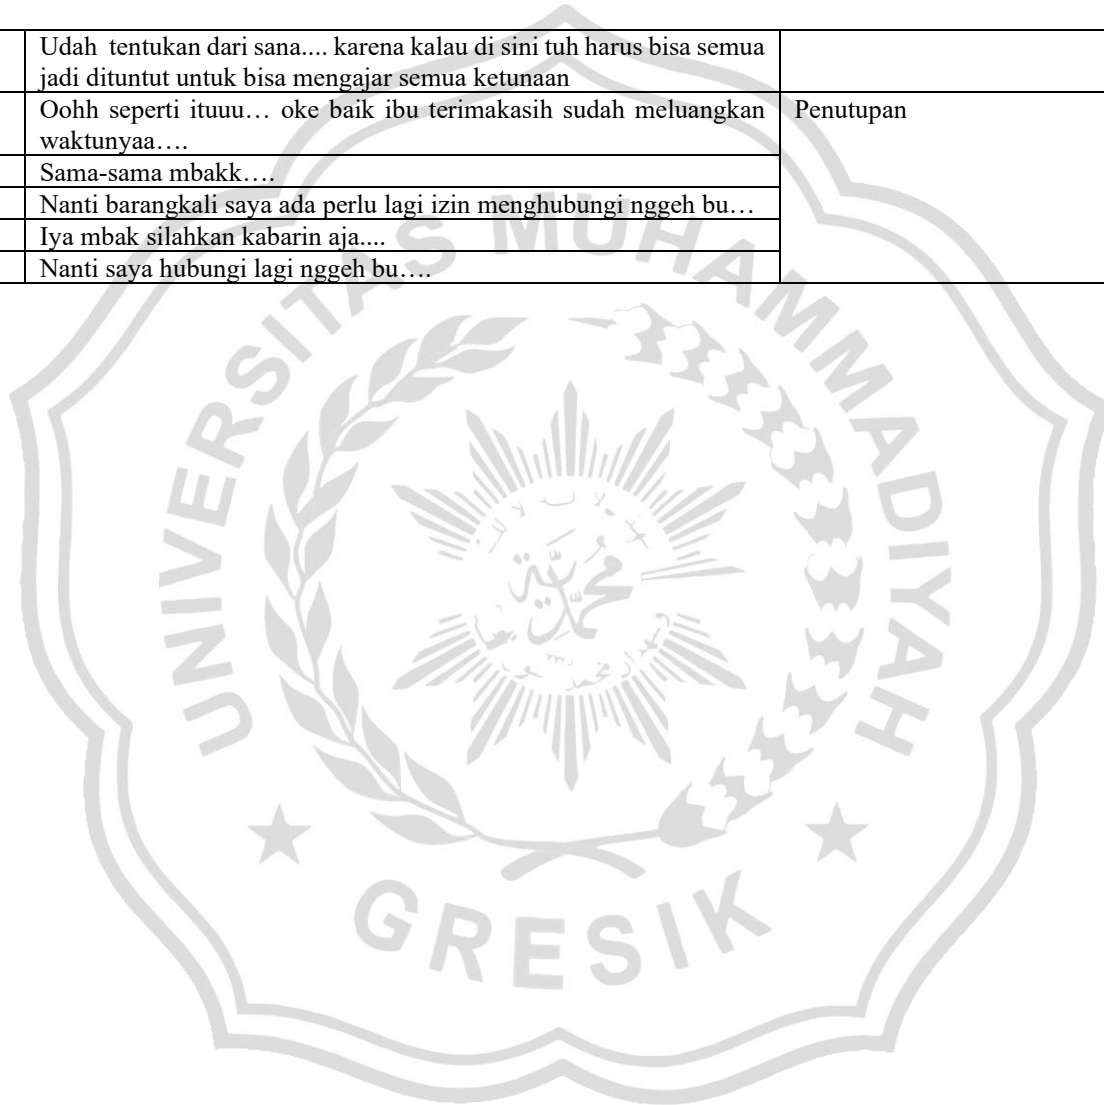 Udah tentukan dari sana.... karena kalau di sini tuh harus bisa semua
jadi dituntut untuk bisa mengajar semua ketunaan
Oohh seperti ituuu… oke baik ibu terimakasih sudah meluangkan
waktunyaa….
Penutupan
Sama-sama mbakk….
Nanti barangkali saya ada perlu lagi izin menghubungi nggeh bu…
Iya mbak silahkan kabarin aja....
Nanti saya hubungi lagi nggeh bu….
UNIVERSITAS MUHAMMADIYAH
GRESIK